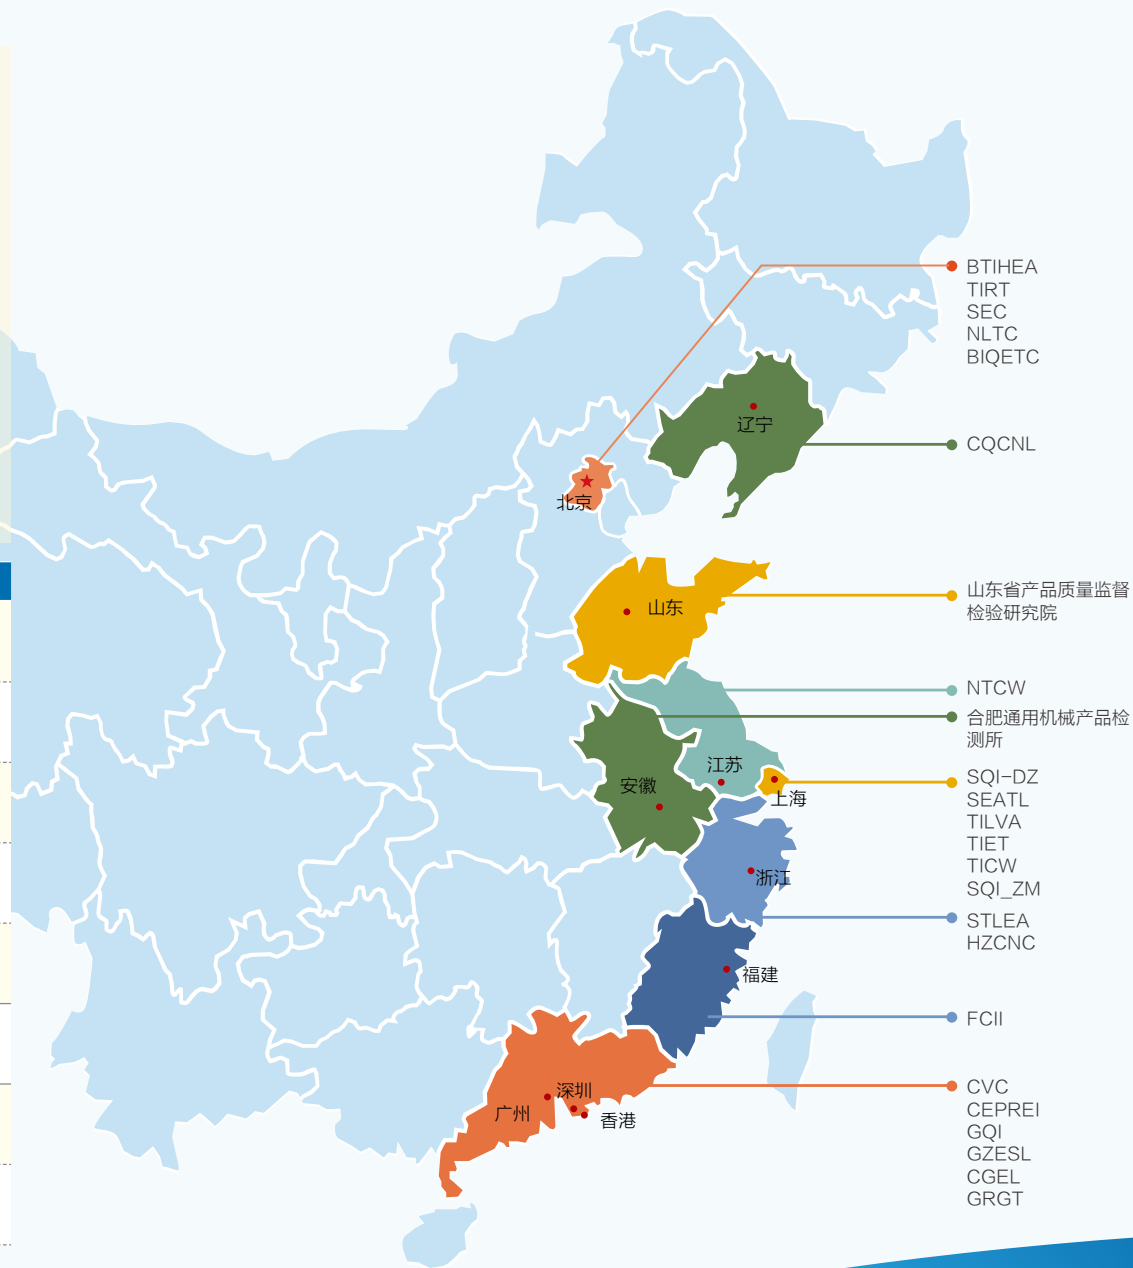 BTIHEA
TIRT
SEC
NLTC
BIQETC
辽宁
CQCNL
北京
山东省产品质量监督
检验研究院
山东
NTCW
合肥通用机械产品检
测所
江苏
SQI-DZ
安徽
上海
SEATL
TILVA
TIET
TICW
浙江
SQI_ZM
STLEA
HZCNC
福建
FCII
CVC
深圳
CEPREI
广州
香港
GQI
GZESL
CGEL
GRGT